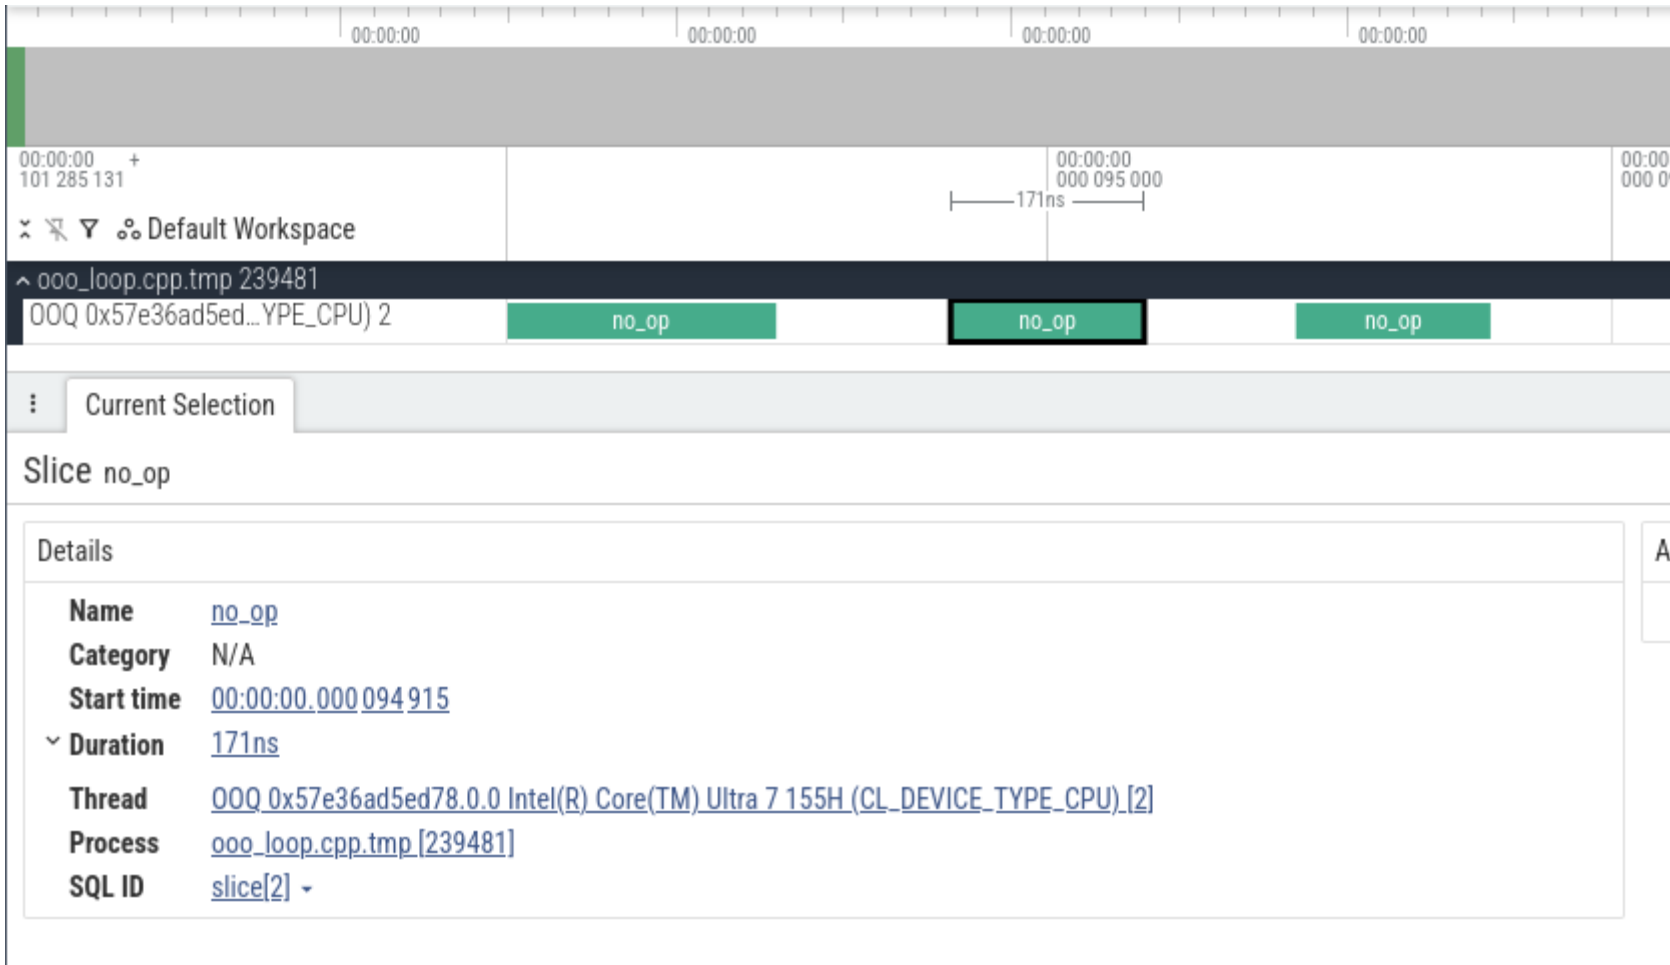 00:00:00 00:00:00 00:00:00 00:00:00
00:00:00 + 00:00:00 00:00
101 285 131 000 095 000 000 0
171ns
Default Workspace
ooo_loop.cpp.tmp 239481
OOQ 0x57e36ad5ed...YPE_CPU) 2 no_op no_op no_op
Current Selection
Slice no_op
Details A
Name no_op
Category N/A
Start time 00:00:00.000 094 915
Duration 171ns
Thread OOQ 0x57e36ad5ed78.0.0 Intel(R) Core(TM) Ultra 7 155H (CL_DEVICE_TYPE_CPU) [2]
Process ooo_loop.cpp.tmp [239481]
SQL ID slice[2]